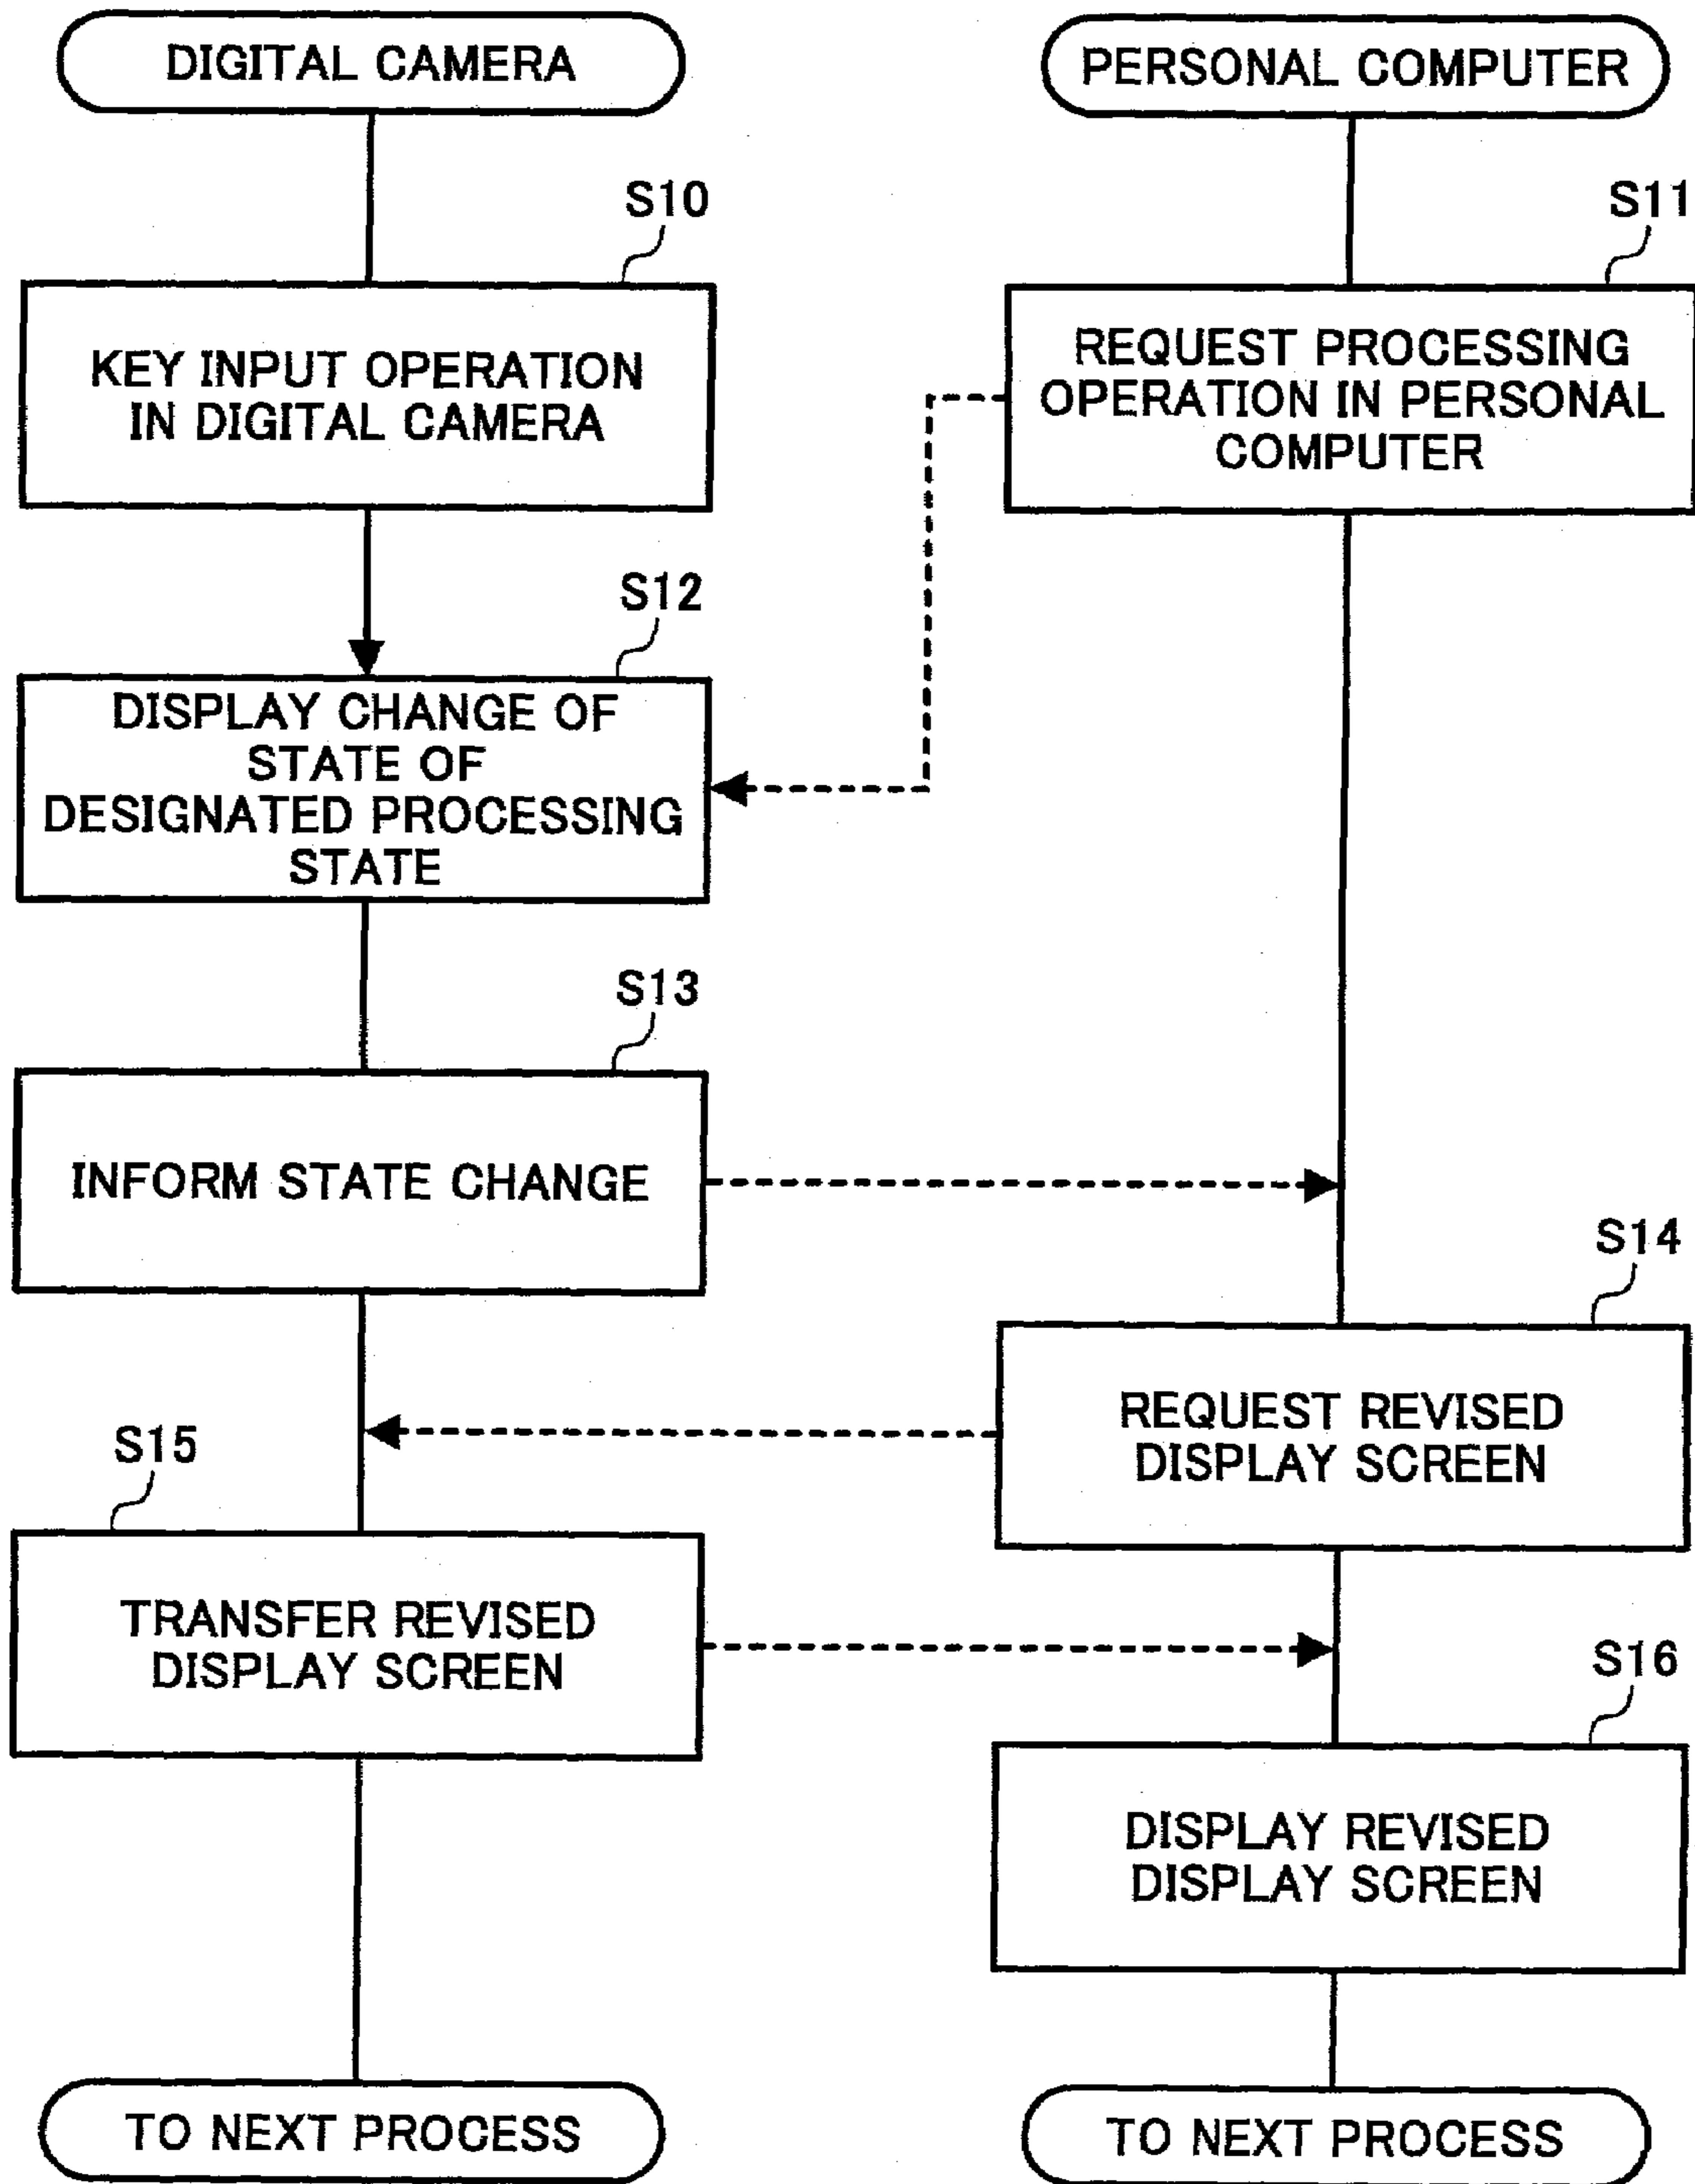 DIGITAL CAMERA
PERSONAL COMPUTER
S10
S11
KEY INPUT OPERATION
IN DIGITAL CAMERA
REQUEST PROCESSING
OPERATION IN PERSONAL
COMPUTER
S12
DISPLAY CHANGE OF
STATE OF
DESIGNATED PROCESSING
STATE
S13
INFORM STATE CHANGE
S14
REQUEST REVISED
DISPLAY SCREEN
S15
TRANSFER REVISED
DISPLAY SCREEN
S16
DISPLAY REVISED
DISPLAY SCREEN
TO NEXT PROCESS
TO NEXT PROCESS